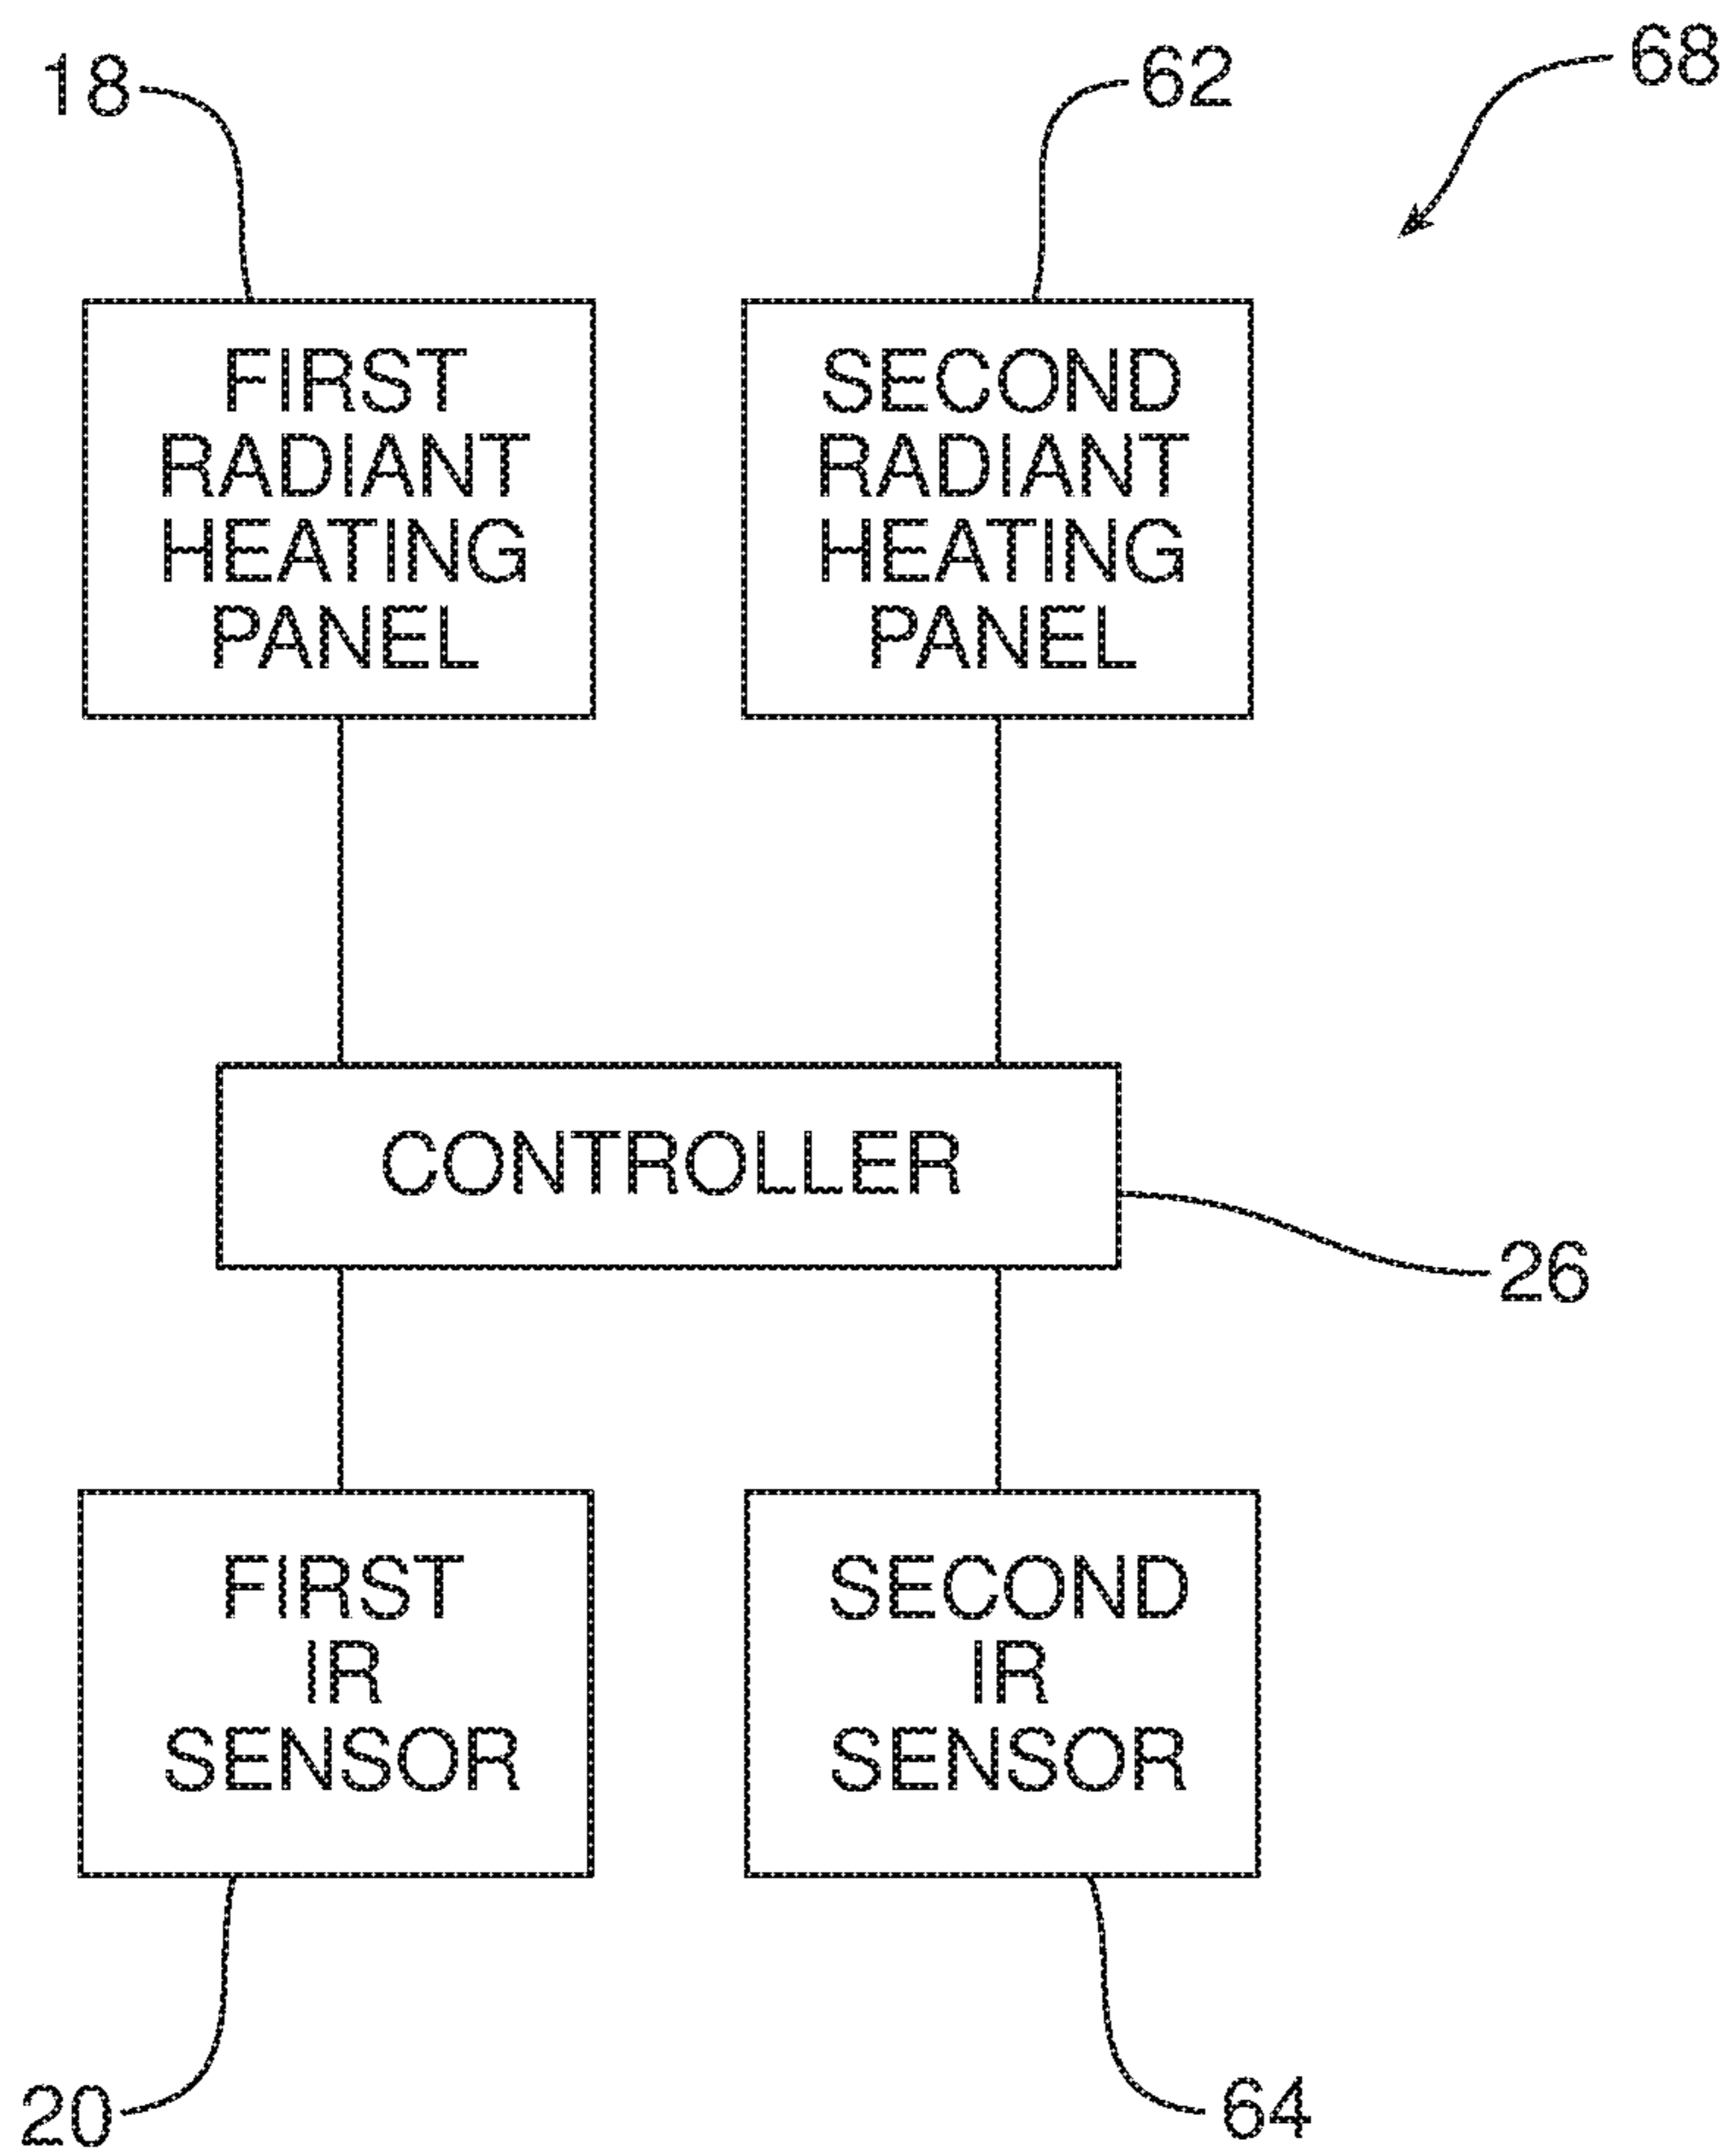 18
62
68
FIRST
RADIANT
HEATING
PANEL
SECOND
RADIANT
HEATING
PANEL
CONTROLLER
26
FIRST
IR
SENSOR
SECOND
IR
SENSOR
20
64